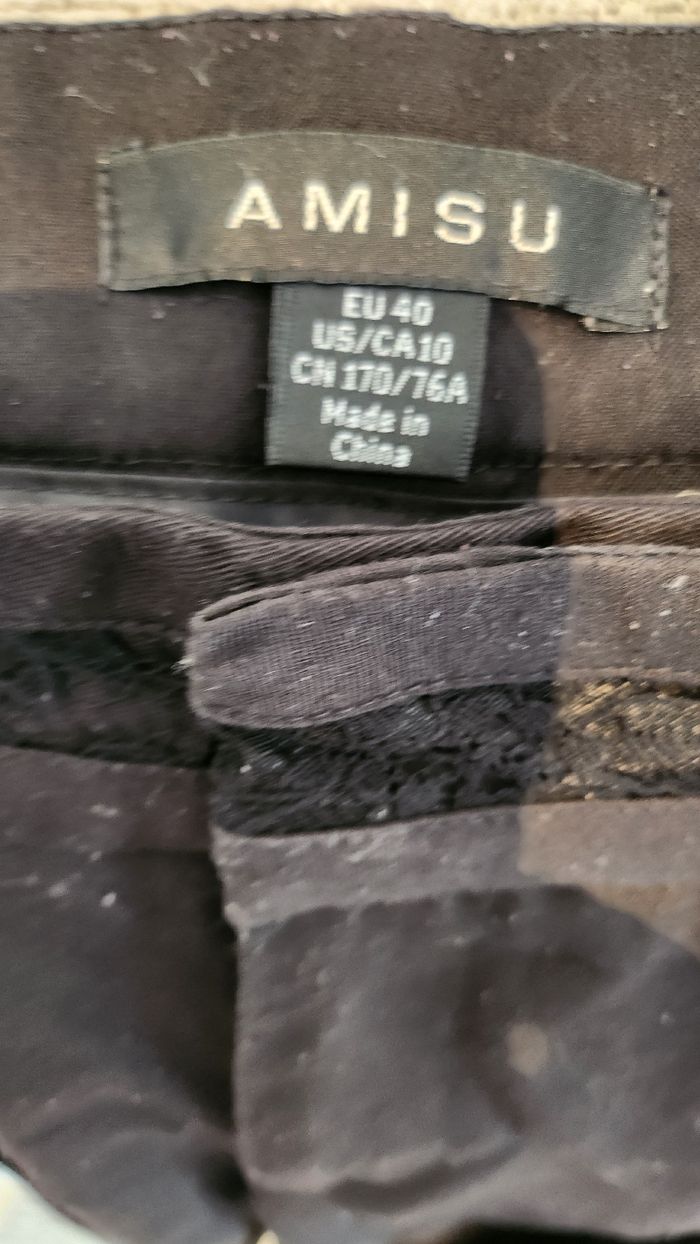 AMISU
EU 40
US/CA10
CN 170/76A
Made in
China